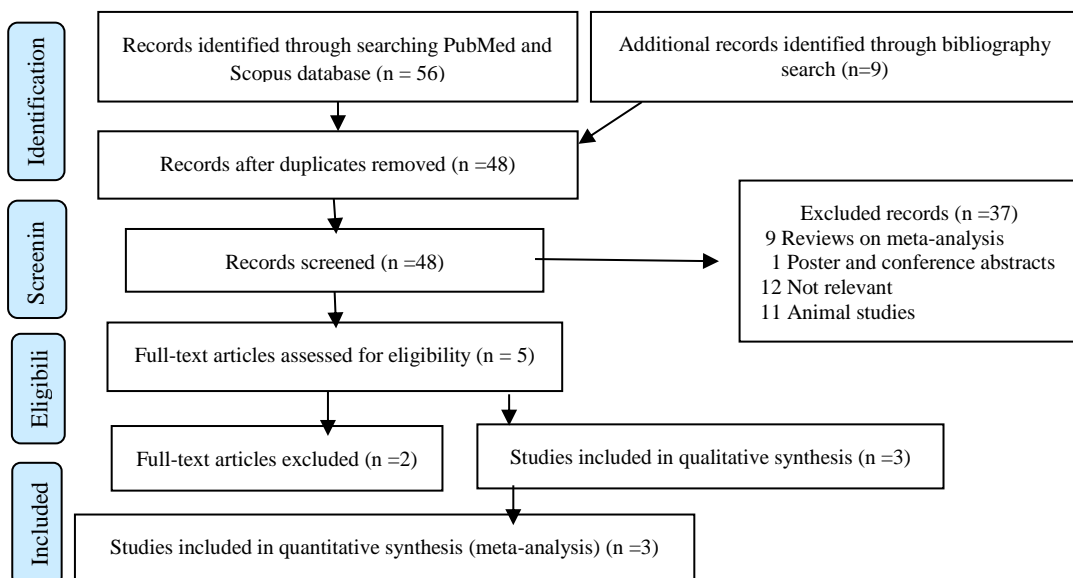 Identification
Records identified through searching PubMed and
Scopus database (n = 56)
Additional records identified through bibliography
search (n=9)
Records after duplicates removed (n =48)
Screenin
Records screened (n =48)
Excluded records (n =37)
9 Reviews on meta-analysis
1 Poster and conference abstracts
12 Not relevant
11 Animal studies
Eligibili
Full-text articles assessed for eligibility (n = 5)
Full-text articles excluded (n =2)
Studies included in qualitative synthesis (n =3)
Included
Studies included in quantitative synthesis (meta-analysis) (n =3)